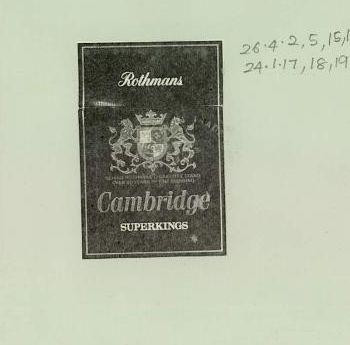 Rothmans
Cambridge
SUPERKINGS
26.4.2,5,15,1
24.1.17,18,19